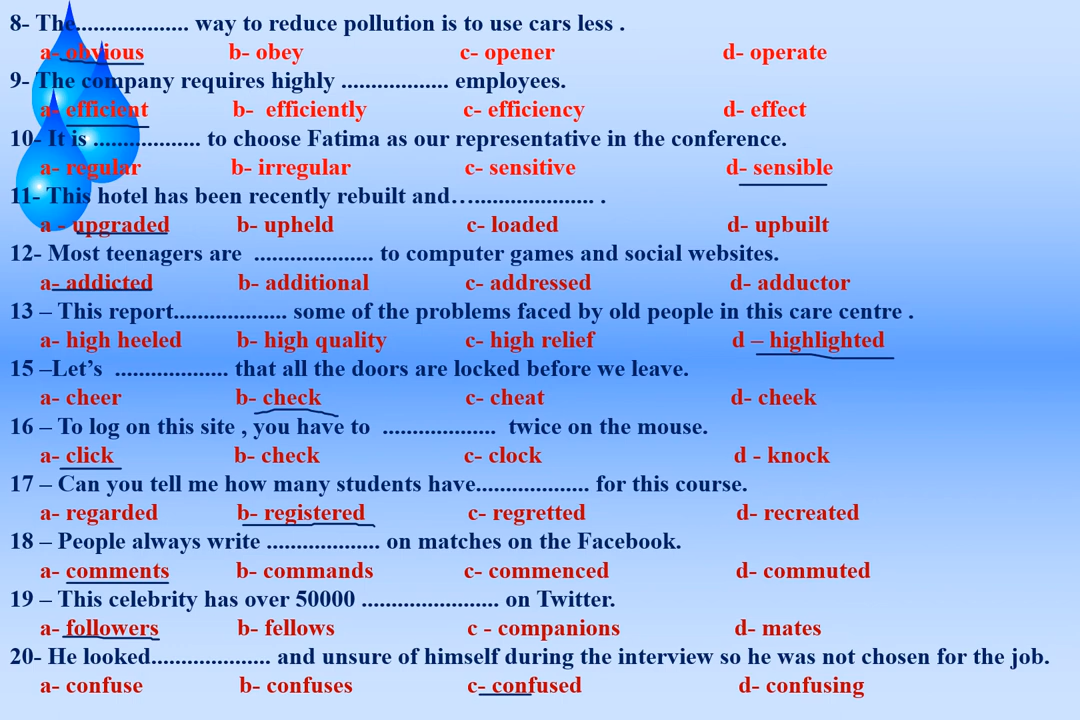 8- The................... way to reduce pollution is to use cars less .
a- obvious b- obey c- opener d- operate
9- The company requires highly .................. employees.
a- efficient b- efficiently c- efficiency d- effect
10- It is .................. to choose Fatima as our representative in the conference.
a- regular b- irregular c- sensitive d- sensible
11- This hotel has been recently rebuilt and…..................... .
a - upgraded b- upheld c- loaded d- upbuilt
12- Most teenagers are .................... to computer games and social websites.
a- addicted b- additional c- addressed d- adductor
13 – This report................... some of the problems faced by old people in this care centre .
a- high heeled b- high quality c- high relief d – highlighted
15 –Let’s ................... that all the doors are locked before we leave.
a- cheer b- check c- cheat d- cheek
16 – To log on this site , you have to ................... twice on the mouse.
a- click b- check c- clock d - knock
17 – Can you tell me how many students have................... for this course.
a- regarded b- registered c- regretted d- recreated
18 – People always write ................... on matches on the Facebook.
a- comments b- commands c- commenced d- commuted
19 – This celebrity has over 50000 ....................... on Twitter.
a- followers b- fellows c - companions d- mates
20- He looked.................... and unsure of himself during the interview so he was not chosen for the job.
a- confuse b- confuses c- confused d- confusing